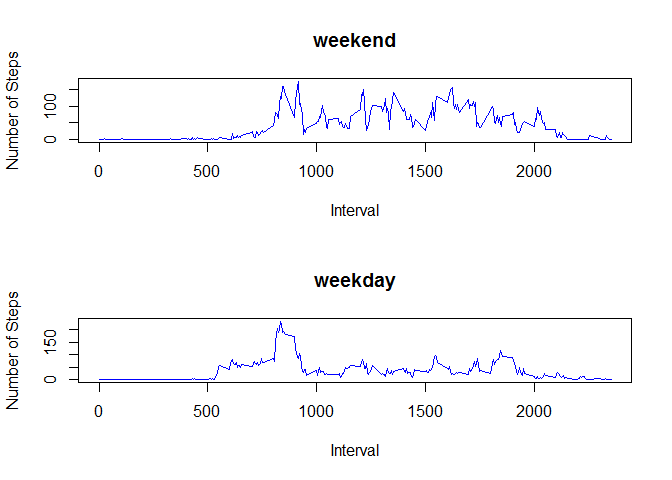 weekend
Number of Steps
100
0
0 500 1000 1500 2000
Interval
weekday
Number of Steps
150
0
0 500 1000 1500 2000
Interval